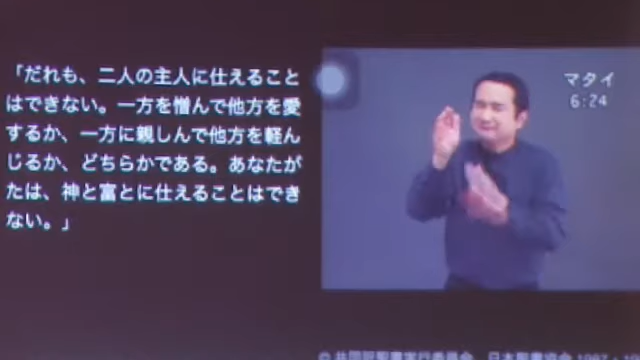 「だれも、二人の主人に仕えること
はできない。一方を憎んで他方を愛
するか、一方に親しんで他方を軽ん
じるか、どちらかである。あなたが
たは、神と富とに仕えることはでき
ない。」
マタイ
6:24